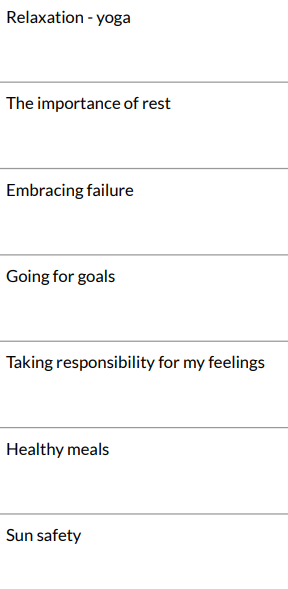 Relaxation - yoga
The importance of rest
Embracing failure
Going for goals
Taking responsibility for my feelings
Healthy meals
Sun safety